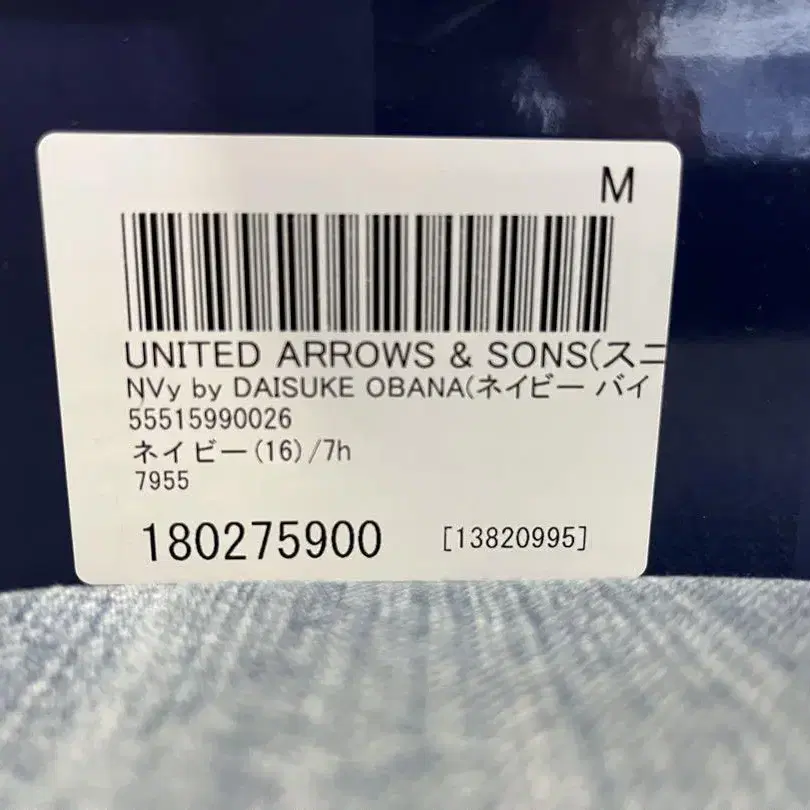 M
UNITED ARROWS & SONS(スニ
NVy by DAISUKE OBANA(ネイビー バイ
55515990026
ネイビー(16)/7h
7955
180275900 [13820995]